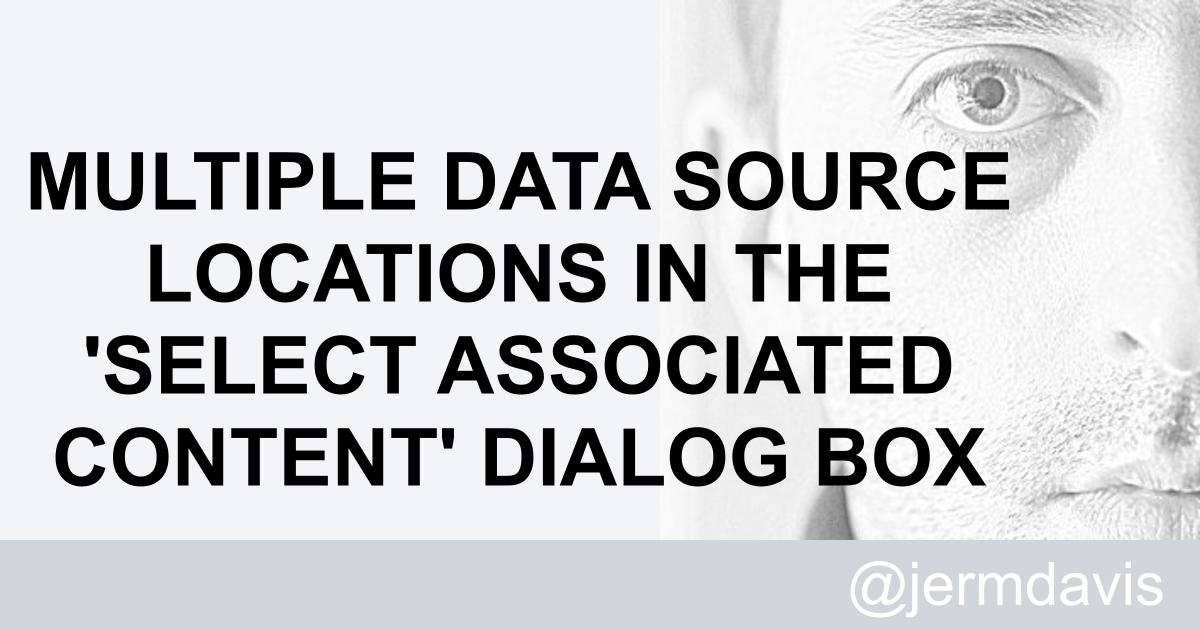 MULTIPLE DATA SOURCE
LOCATIONS IN THE
'SELECT ASSOCIATED
CONTENT' DIALOG BOX
@jermdavis